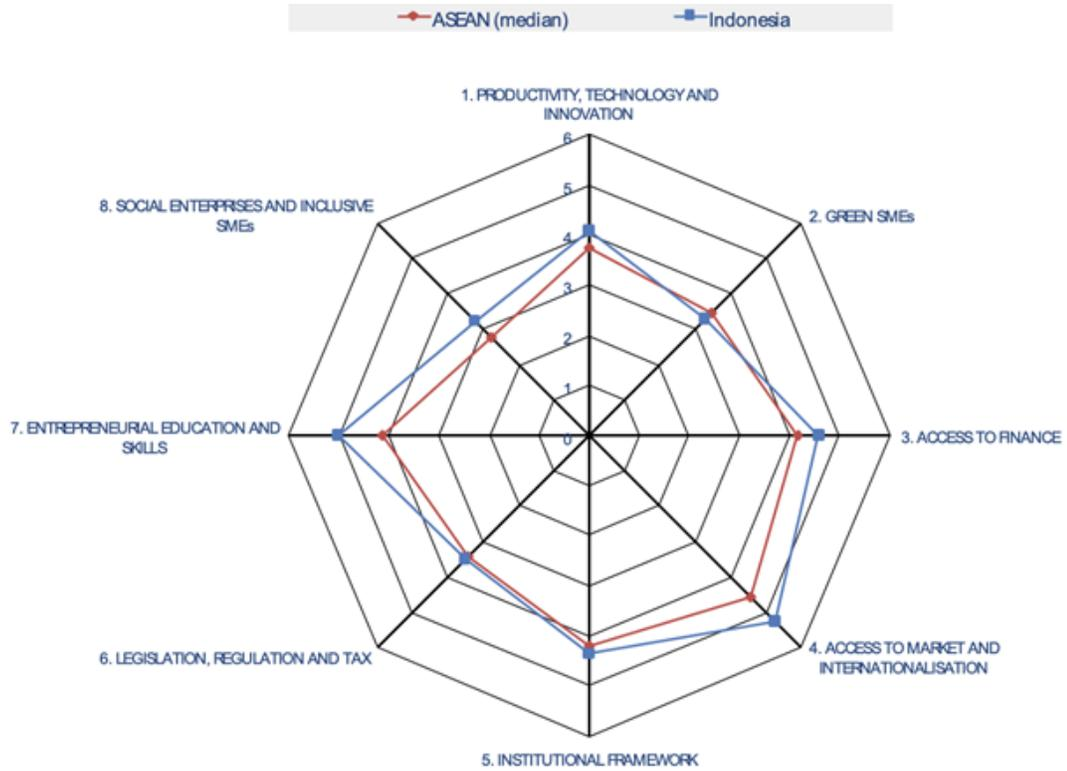 ASEAN (median) Indonesia
1. PRODUCTIVITY, TECHNOLOGY AND
INNOVATION
6
5
4
3
2
1
0
2. GREEN SMEs
3. ACCESS TO FINANCE
4. ACCESS TO MARKET AND
INTERNATIONALISATION
5. INSTITUTIONAL FRAMEWORK
6. LEGISLATION, REGULATION AND TAX
7. ENTREPRENEURIAL EDUCATION AND
SKILLS
8. SOCIAL ENTERPRISES AND INCLUSIVE
SMEs